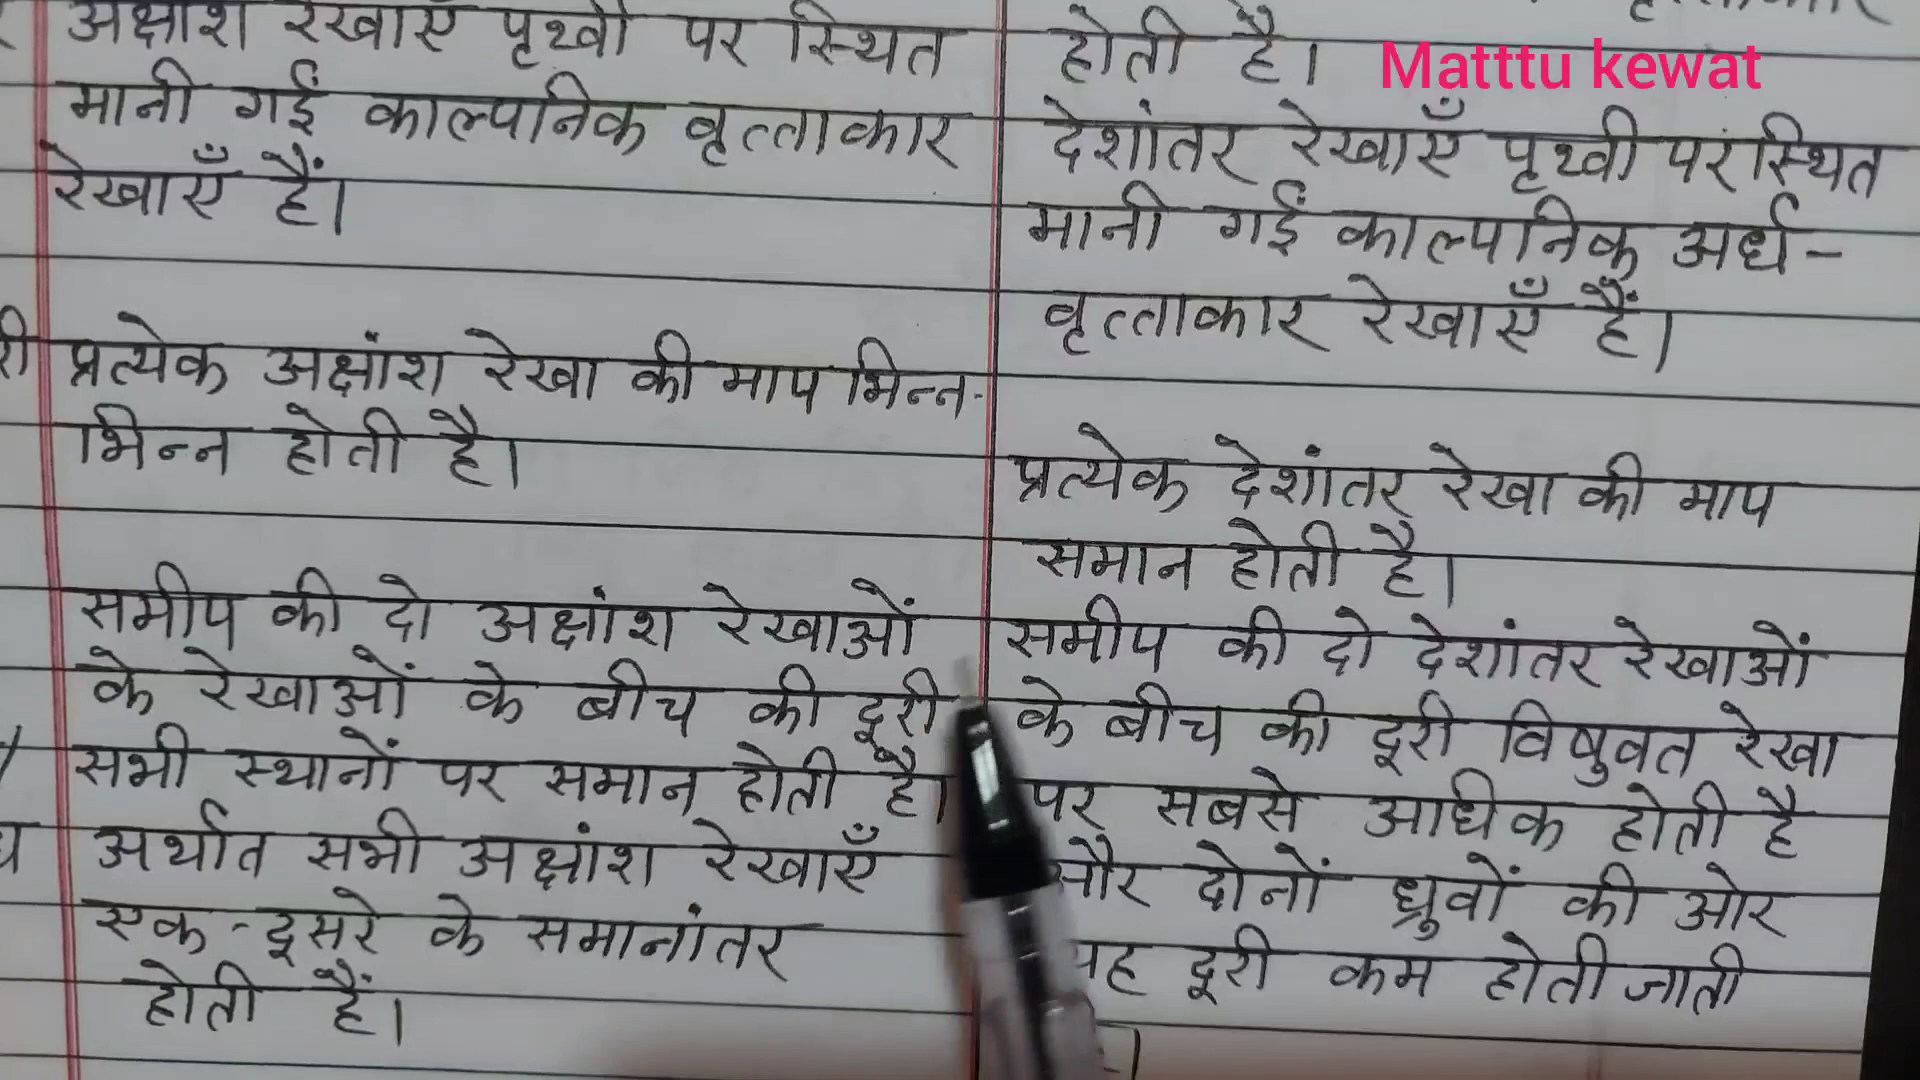 अक्षांश रेखाएँ पृथ्वी पर स्थित
मानी गई काल्पनिक वृत्ताकार
रेखाएँ हैं।
प्रत्येक अक्षांश रेखा की माप भिन्न-
भिन्न होती है।
समीप की दो अक्षांश रेखाओं
के रेखाओं के बीच की दूरी
सभी स्थानों पर समान होती है।
अर्थात सभी अक्षांश रेखाएँ
एक-दूसरे के समानांतर
होती हैं।
होती है।
Matttu kewat
देशांतर रेखाएँ पृथ्वी पर स्थित
मानी गई काल्पनिक अर्ध-
वृत्ताकार रेखाएँ हैं।
प्रत्येक देशांतर रेखा की माप
समान होती है।
समीप की दो देशांतर रेखाओं
के बीच की दूरी विषुवत रेखा
पर सबसे अधिक होती है
और दोनों ध्रुवों की ओर
यह दूरी कम होती जाती